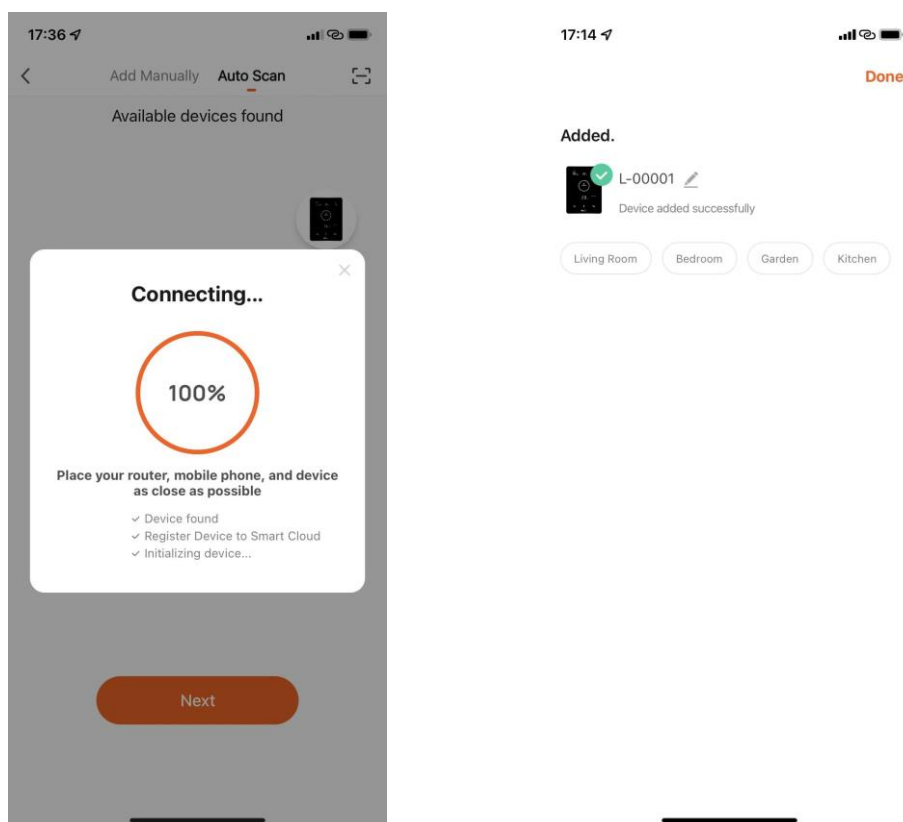 17:36
Add Manually Auto Scan
Available devices found
Connecting...
100%
Place your router, mobile phone, and device
as close as possible
Device found
Register Device to Smart Cloud
Initializing device...
Next
17:14
Done
Added.
L-00001
Device added successfully
Living Room Bedroom Garden Kitchen